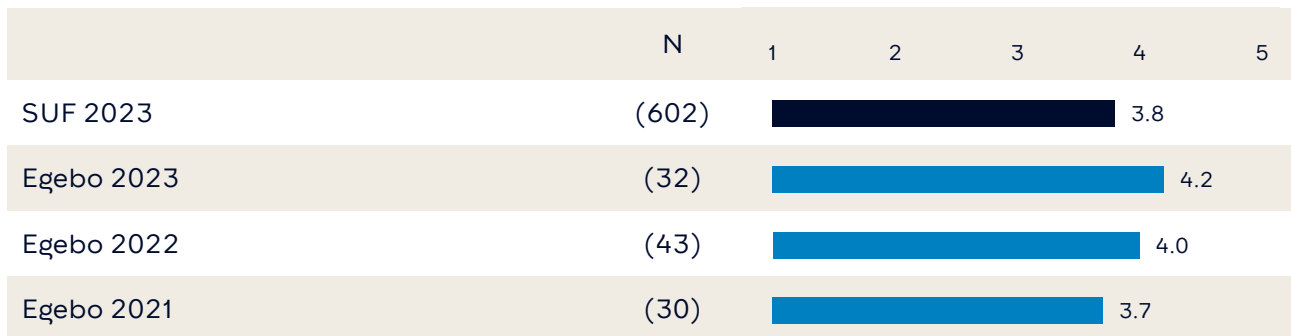 N 1 2 3 4 5
SUF 2023 (602) 3.8
Egebo 2023 (32) 4.2
Egebo 2022 (43) 4.0
Egebo 2021 (30) 3.7